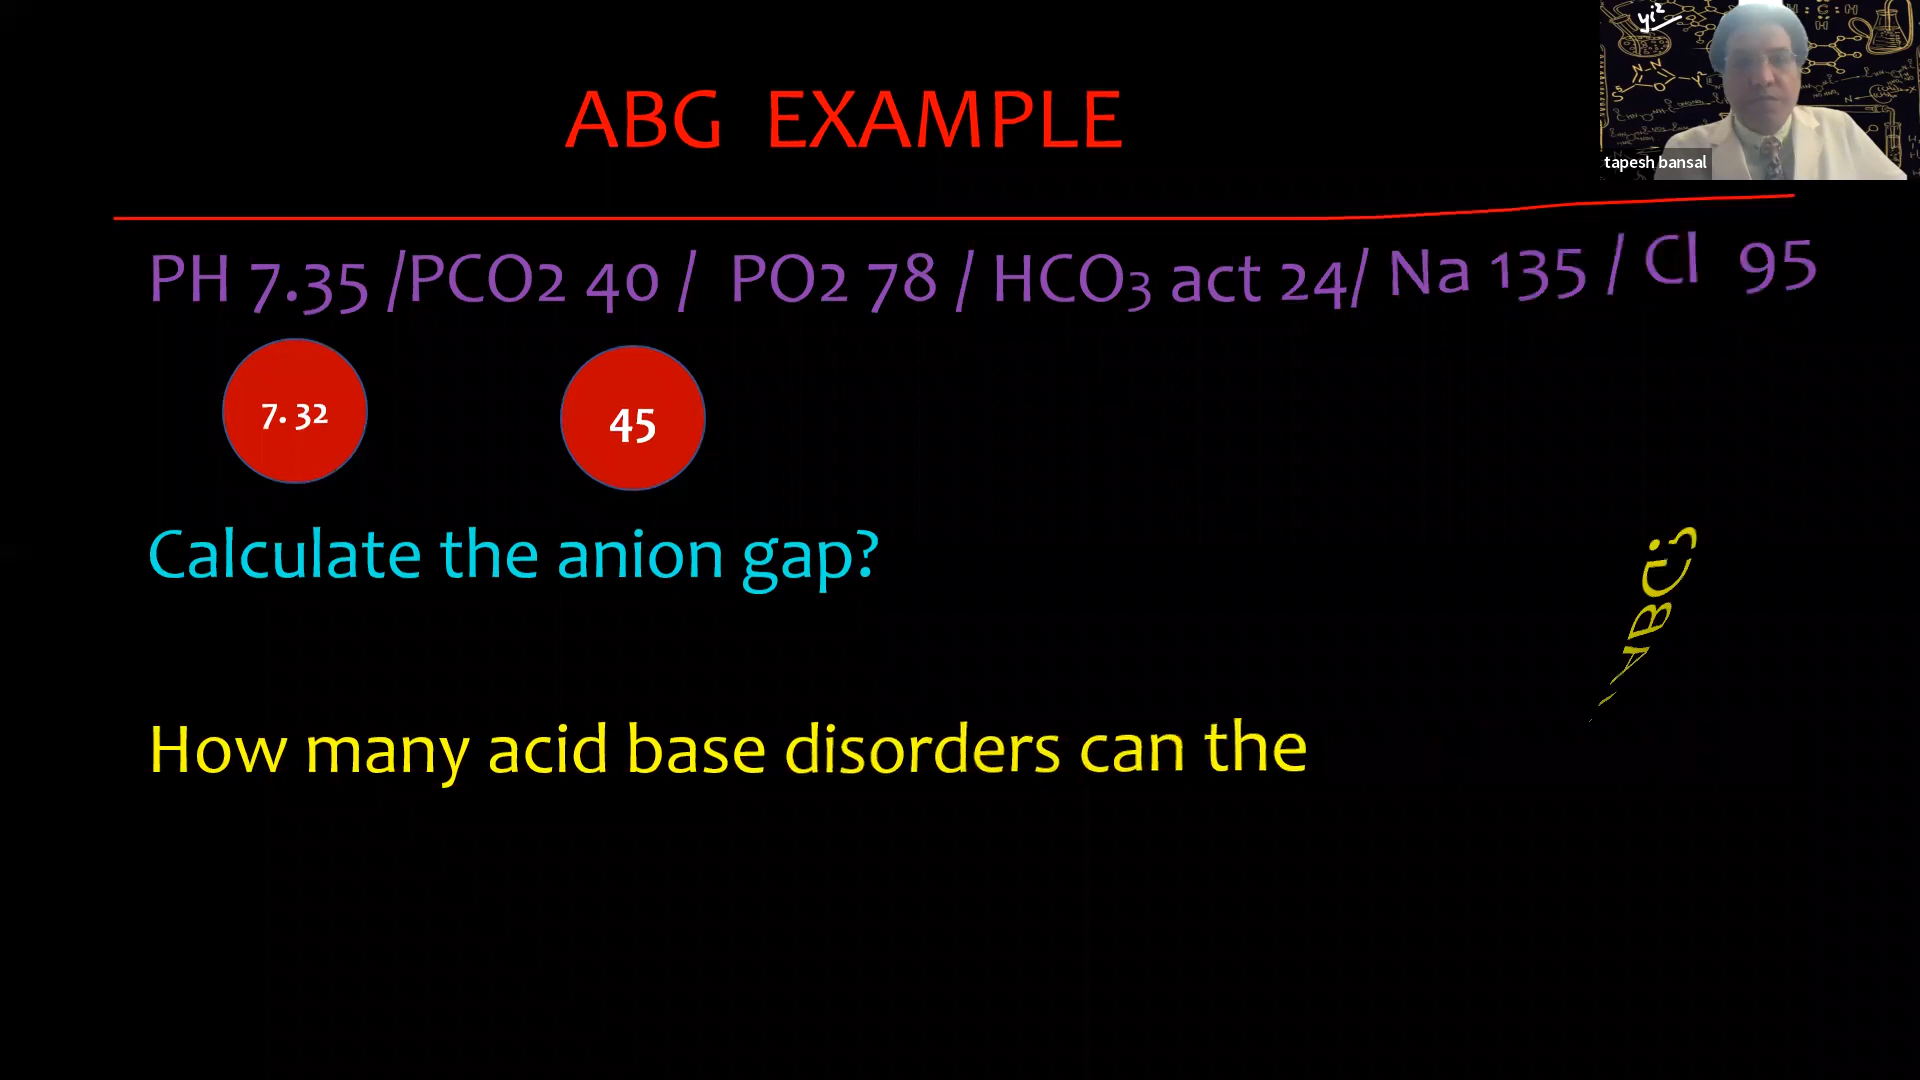 ABG EXAMPLE
tapesh bansal
PH 7.35 /PCO2 40 / PO2 78 / HCO3 act 24/ Na 135 / Cl 95
7. 32
45
Calculate the anion gap?
How many acid base disorders can the